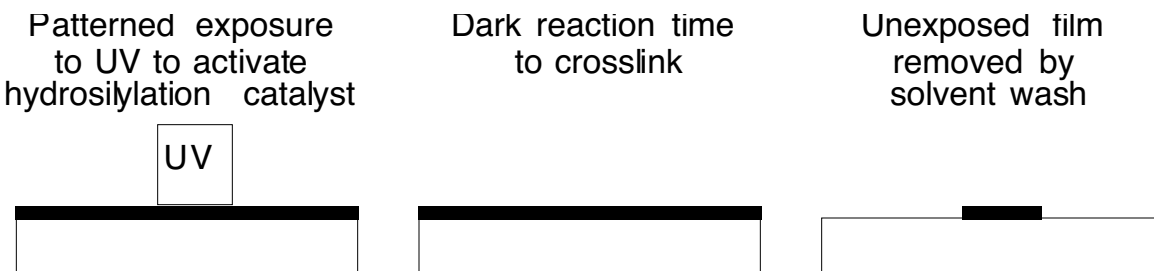 Patterned exposure
to UV to activate
hydrosilylation catalyst
UV
Dark reaction time
to crosslink
Unexposed film
removed by
solvent wash